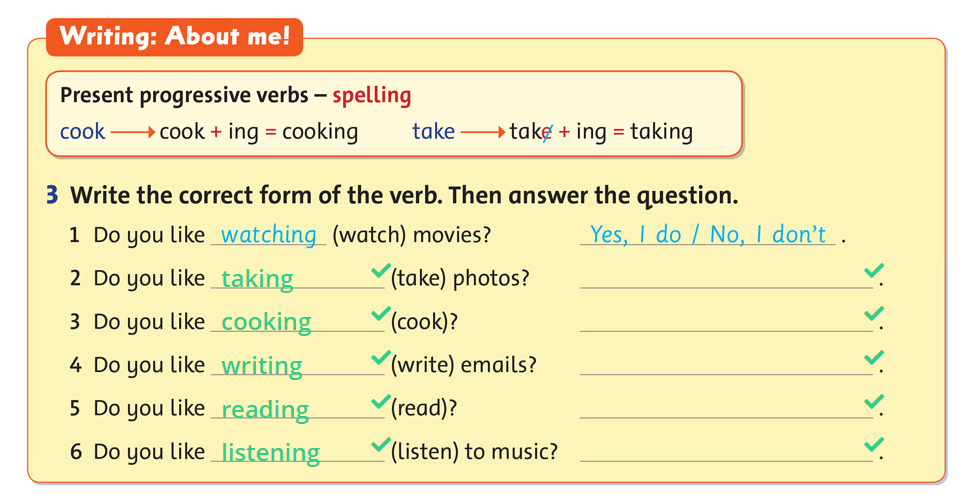 Writing: About me!
Present progressive verbs – spelling
cook → cook + ing = cooking take → take + ing = taking
3 Write the correct form of the verb. Then answer the question.
1 Do you like watching (watch) movies? Yes, I do / No, I don't .
2 Do you like taking (take) photos? .
3 Do you like cooking (cook)? .
4 Do you like writing (write) emails? .
5 Do you like reading (read)? .
6 Do you like listening (listen) to music? .